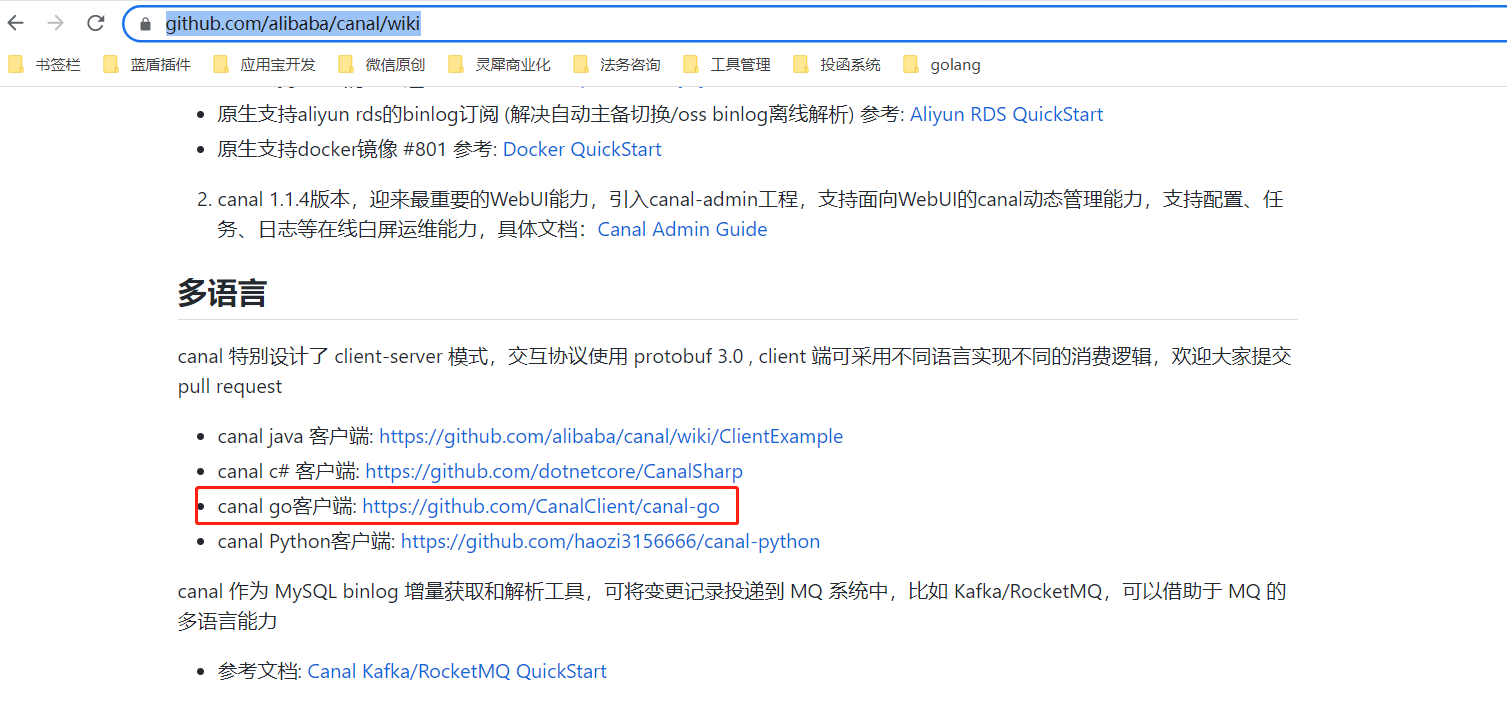 github.com/alibaba/canal/wiki
书签栏 蓝盾插件 应用宝开发 微信原创 灵犀商业化 法务咨询 工具管理 投函系统 golang
• 原生支持aliyun rds的binlog订阅 (解决自动主备切换/oss binlog离线解析) 参考: Aliyun RDS QuickStart
• 原生支持docker镜像 #801 参考: Docker QuickStart
2. canal 1.1.4版本，迎来最重要的WebUI能力，引入canal-admin工程，支持面向WebUI的canal动态管理能力，支持配置、任
务、日志等在线白屏运维能力，具体文档：Canal Admin Guide
多语言
canal 特别设计了 client-server 模式，交互协议使用 protobuf 3.0 , client 端可采用不同语言实现不同的消费逻辑，欢迎大家提交
pull request
• canal java 客户端: https://github.com/alibaba/canal/wiki/ClientExample
• canal c# 客户端: https://github.com/dotnetcore/CanalSharp
• canal go客户端: https://github.com/CanalClient/canal-go
• canal Python客户端: https://github.com/haozi3156666/canal-python
canal 作为 MySQL binlog 增量获取和解析工具，可将变更记录投递到 MQ 系统中，比如 Kafka/RocketMQ，可以借助于 MQ 的
多语言能力
• 参考文档: Canal Kafka/RocketMQ QuickStart